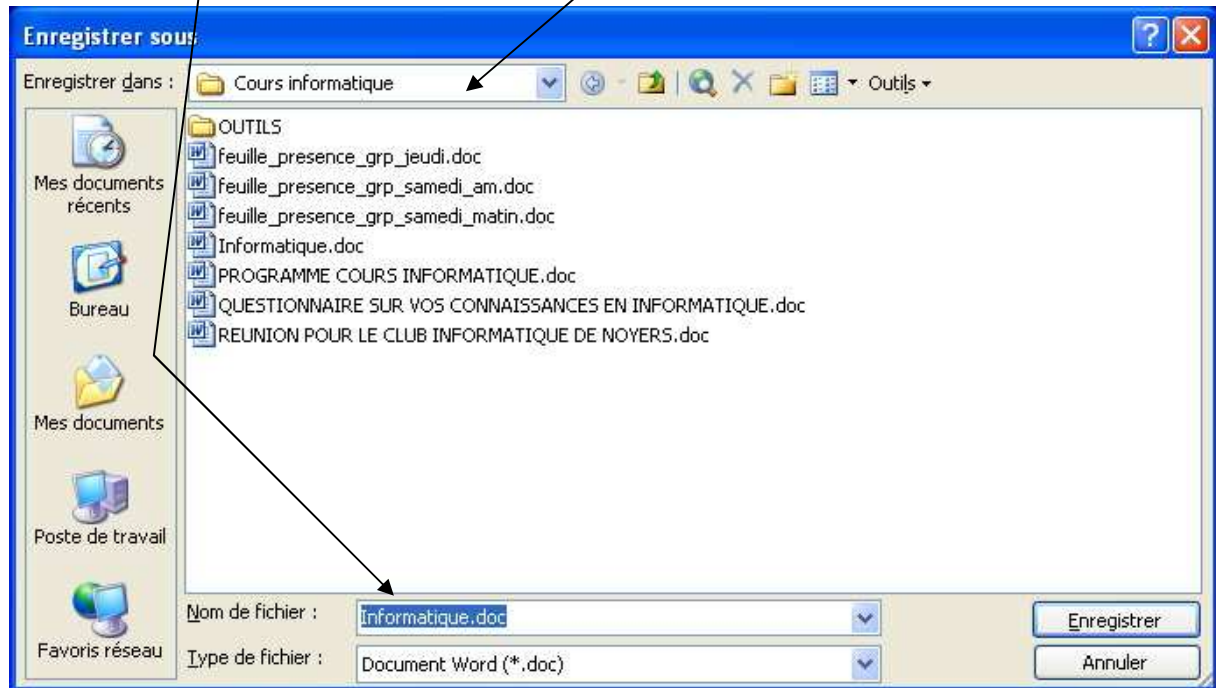 Enregistrer sous
Enregistrer dans : Cours informatique Outils
OUTILS
feuille_presence_grp_jeudi.doc
feuille_presence_grp_samedi_am.doc
feuille_presence_grp_samedi_matin.doc
Informatique.doc
PROGRAMME COURS INFORMATIQUE.doc
QUESTIONNAIRE SUR VOS CONNAISSANCES EN INFORMATIQUE.doc
REUNION POUR LE CLUB INFORMATIQUE DE NOYERS.doc
Mes documents
récents
Bureau
Mes documents
Poste de travail
Favoris réseau
Nom de fichier : Informatique.doc Enregistrer
Type de fichier : Document Word (*.doc) Annuler